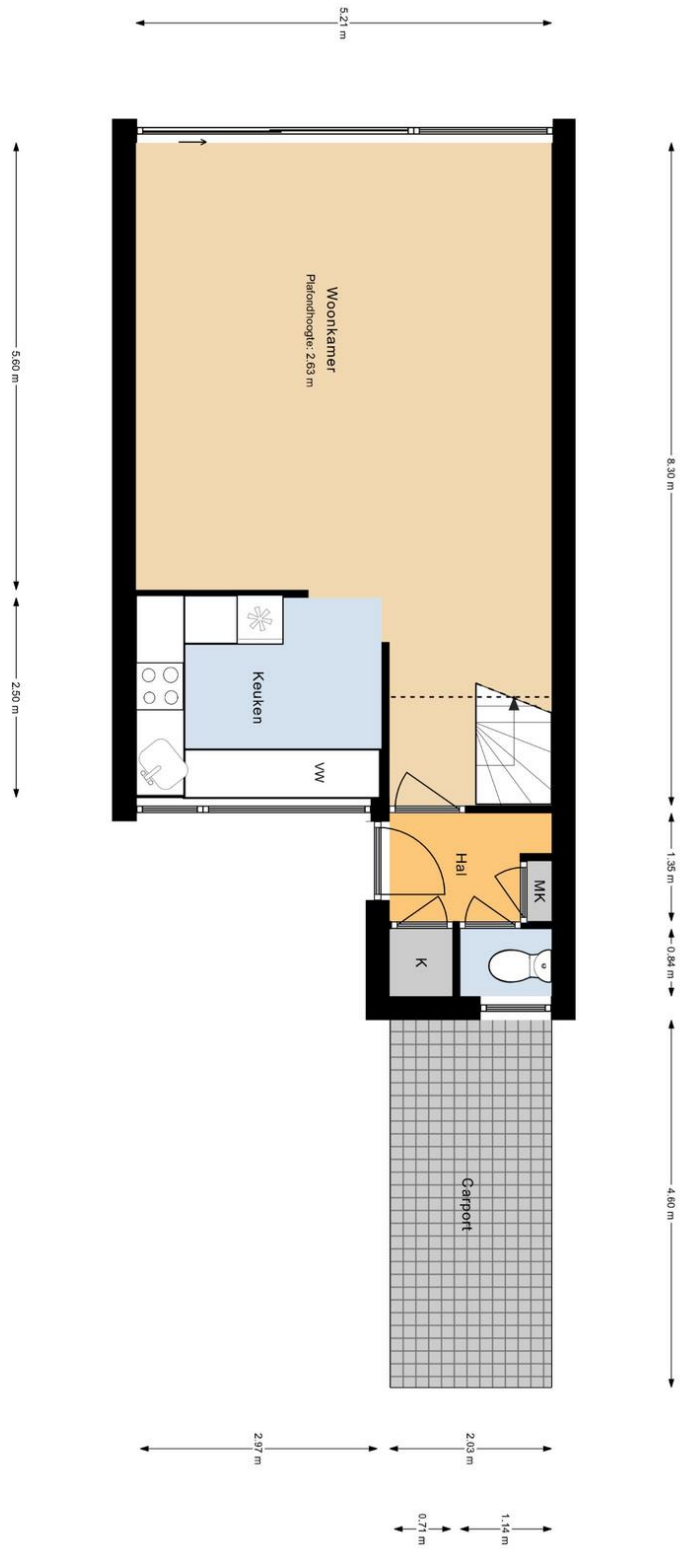 5.21 m
5.60 m
8.30 m
Woonkamer
Plafondhoogte: 2.63 m
2.50 m
Keuken
VW
Hal
MK
1.35 m
K
0.84 m
Carport
4.60 m
2.97 m
2.03 m
0.71 m
1.14 m